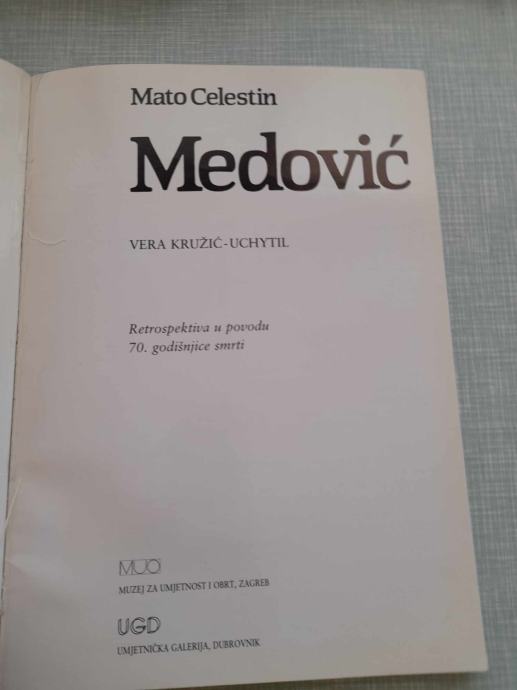 Mato Celestin
Medović
VERA KRUŽIĆ-UCHYTIL
Retrospektiva u povodu
70. godišnjice smrti
MUO
MUZEJ ZA UMJETNOST I OBRT, ZAGREB
UGD
UMJETNIČKA GALERIJA, DUBROVNIK